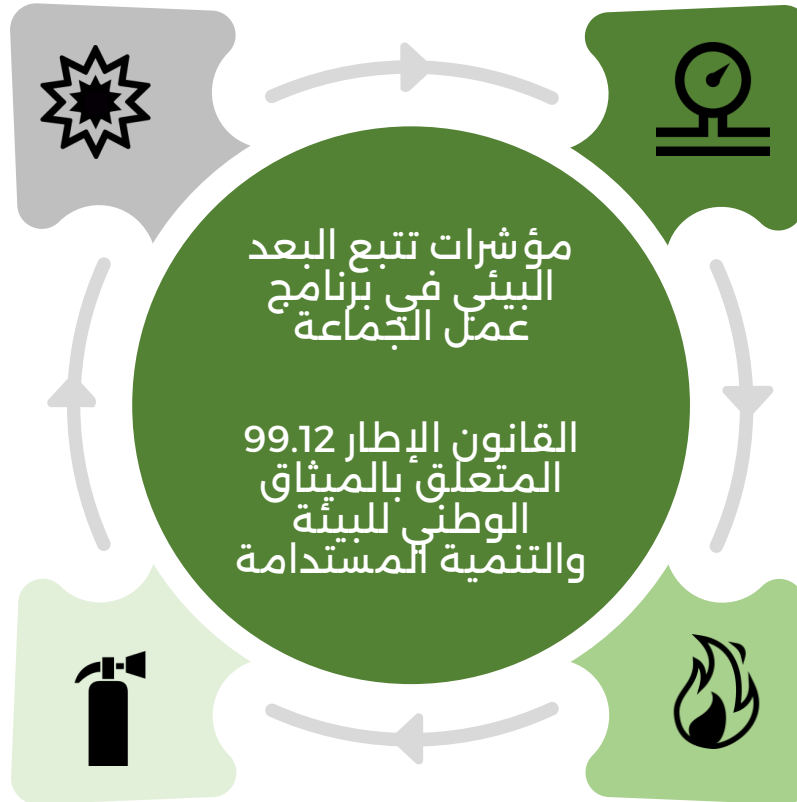 مؤشرات تتبع البعد
البيئي في برنامج
عمل الجماعة
القانون الإطار 99.12
المتعلق بالميثاق
الوطني للبيئة
والتنمية المستدامة